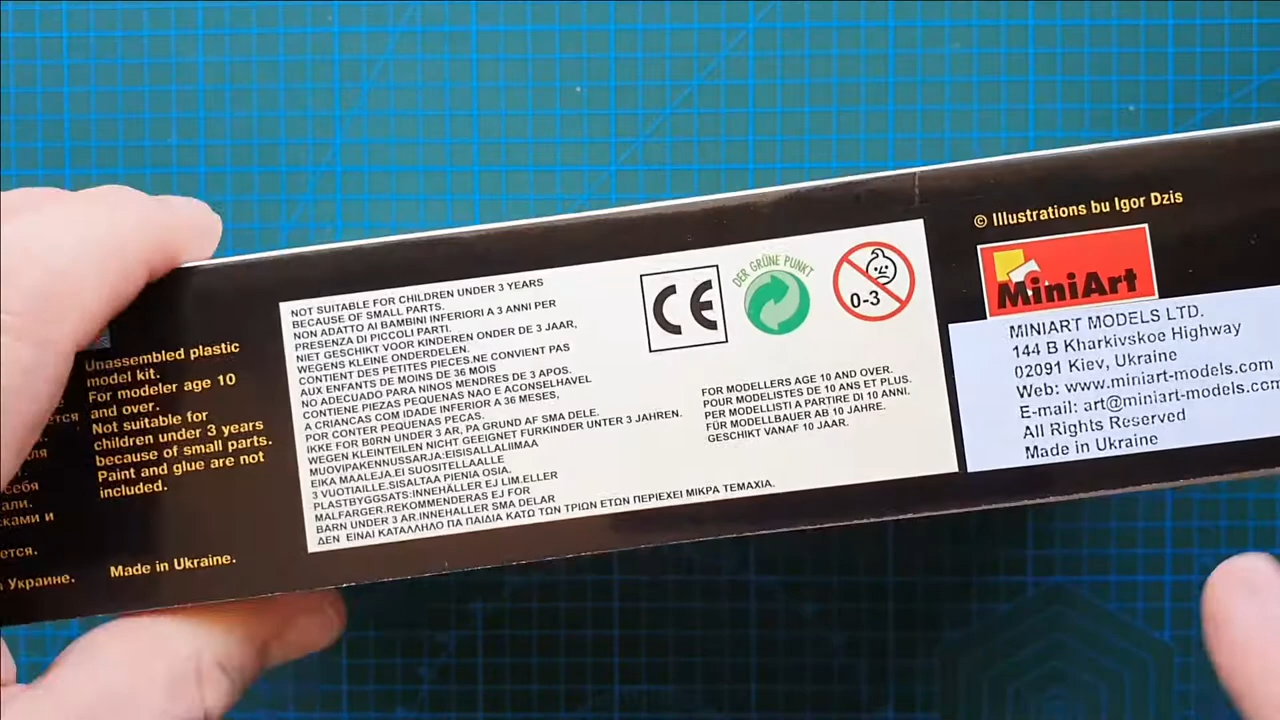 ется
ля
себя
али.
сками и
ется.
Украине.
Unassembled plastic
model kit.
For modeler age 10
and over.
Not suitable for
children under 3 years
because of small parts.
Paint and glue are not
included.
Made in Ukraine.
NOT SUITABLE FOR CHILDREN UNDER 3 YEARS
BECAUSE OF SMALL PARTS.
NON ADATTO AI BAMBINI INFERIORI A 3 ANNI PER
PRESENZA DI PICCOLI PARTI.
NIET GESCHIKT VOOR KINDEREN ONDER DE 3 JAAR,
WEGENS KLEINE ONDERDELEN.
CONTIENT DES PETITES PIECES.NE CONVIENT PAS
AUX ENFANTS DE MOINS DE 36 MOIS
NO ADECUADO PARA NINOS MENDRES DE 3 APOS.
CONTIENE PIEZAS PEQUENAS NAO E ACONSELHAVEL
A CRIANCAS COM IDADE INFERIOR A 36 MESES,
POR CONTER PEQUENAS PECAS.
IKKE FOR B0RN UNDER 3 AR, PA GRUND AF SMA DELE.
WEGEN KLEINTEILEN NICHT GEEIGNET FURKINDER UNTER 3 JAHREN.
MUOVIPAKENNUSSARJA:EISISALLALIIMAA
EIKA MAALEJA.EI SUOSITELLAALLE
3 VUOTIAILLE.SISALTAA PIENIA OSIA.
PLASTBYGGSATS:INNEHÅLLER EJ LIM.ELLER
MALFARGER.REKOMMENDERAS EJ FOR
BARN UNDER 3 AR.INNEHALLER SMA DELAR
ΔΕΝ ΕΙΝΑΙ ΚΑΤΑΛΛΗΛΟ ΠΑ ΠΑΙΔΙΑ ΚΑΤΩ ΤΩΝ ΤΡΙΩΝ ΕΤΩΝ ΠΕΡΙΕΧΕΙ ΜΙΚΡΑ ΤΕΜΑΧΙΑ.
CE
DER GRÜNE PUNKT
0-3
FOR MODELLERS AGE 10 AND OVER.
POUR MODELISTES DE 10 ANS ET PLUS.
PER MODELLISTI A PARTIRE DI 10 ANNI.
FÜR MODELLBAUER AB 10 JAHRE.
GESCHIKT VANAF 10 JAAR.
© Illustrations bu Igor Dzis
MiniArt
MINIART MODELS LTD.
144 B Kharkivskoe Highway
02091 Kiev, Ukraine
Web: www.miniart-models.com
E-mail: art@miniart-models.com
All Rights Reserved
Made in Ukraine